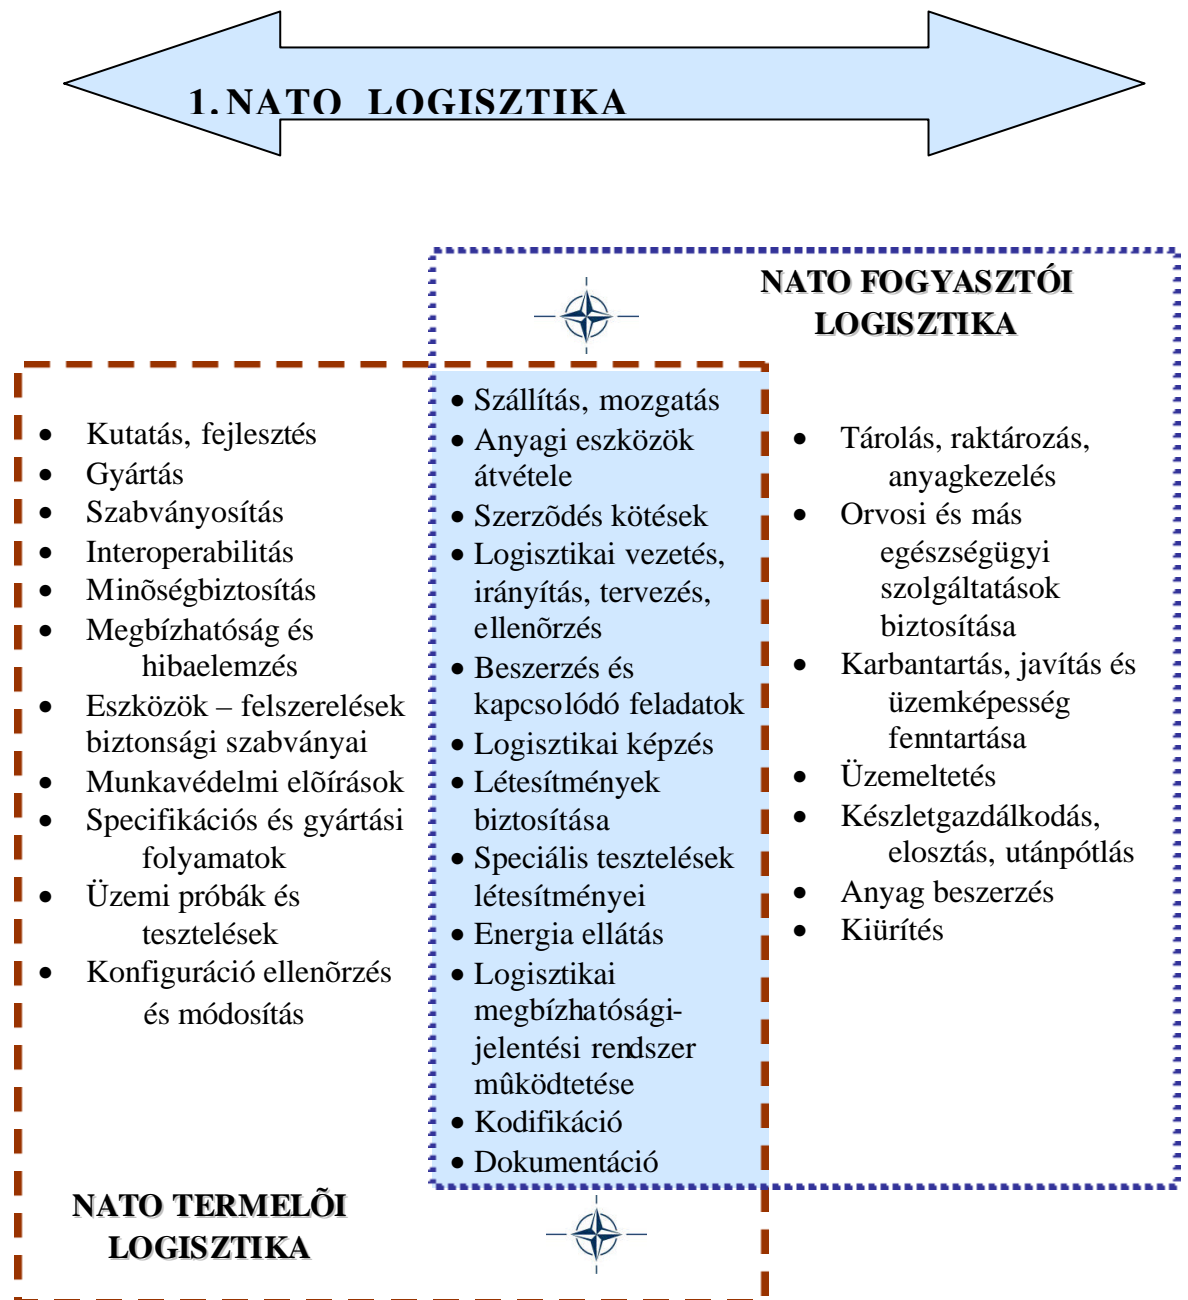 1. NATO LOGISZTIKA
NATO FOGYASZTÓI
LOGISZTIKA
• Kutatás, fejlesztés
• Gyártás
• Szabványosítás
• Interoperabilitás
• Minõségbiztosítás
• Megbízhatóság és
hibaelemzés
• Eszközök – felszerelések
biztonsági szabványai
• Munkavédelmi elõírások
• Specifikációs és gyártási
folyamatok
• Üzemi próbák és
tesztelések
• Konfiguráció ellenõrzés
és módosítás
• Szállítás, mozgatás
• Anyagi eszközök
átvétele
• Szerzõdés kötések
• Logisztikai vezetés,
irányítás, tervezés,
ellenõrzés
• Beszerzés és
kapcsolódó feladatok
• Logisztikai képzés
• Létesítmények
biztosítása
• Speciális tesztelések
létesítményei
• Energia ellátás
• Logisztikai
megbízhatósági-
jelentési rendszer
mûködtetése
• Kodifikáció
• Dokumentáció
• Tárolás, raktározás,
anyagkezelés
• Orvosi és más
egészségügyi
szolgáltatások
biztosítása
• Karbantartás, javítás és
üzemképesség
fenntartása
• Üzemeltetés
• Készletgazdálkodás,
elosztás, utánpótlás
• Anyag beszerzés
• Kiürítés
NATO TERMELÕI
LOGISZTIKA